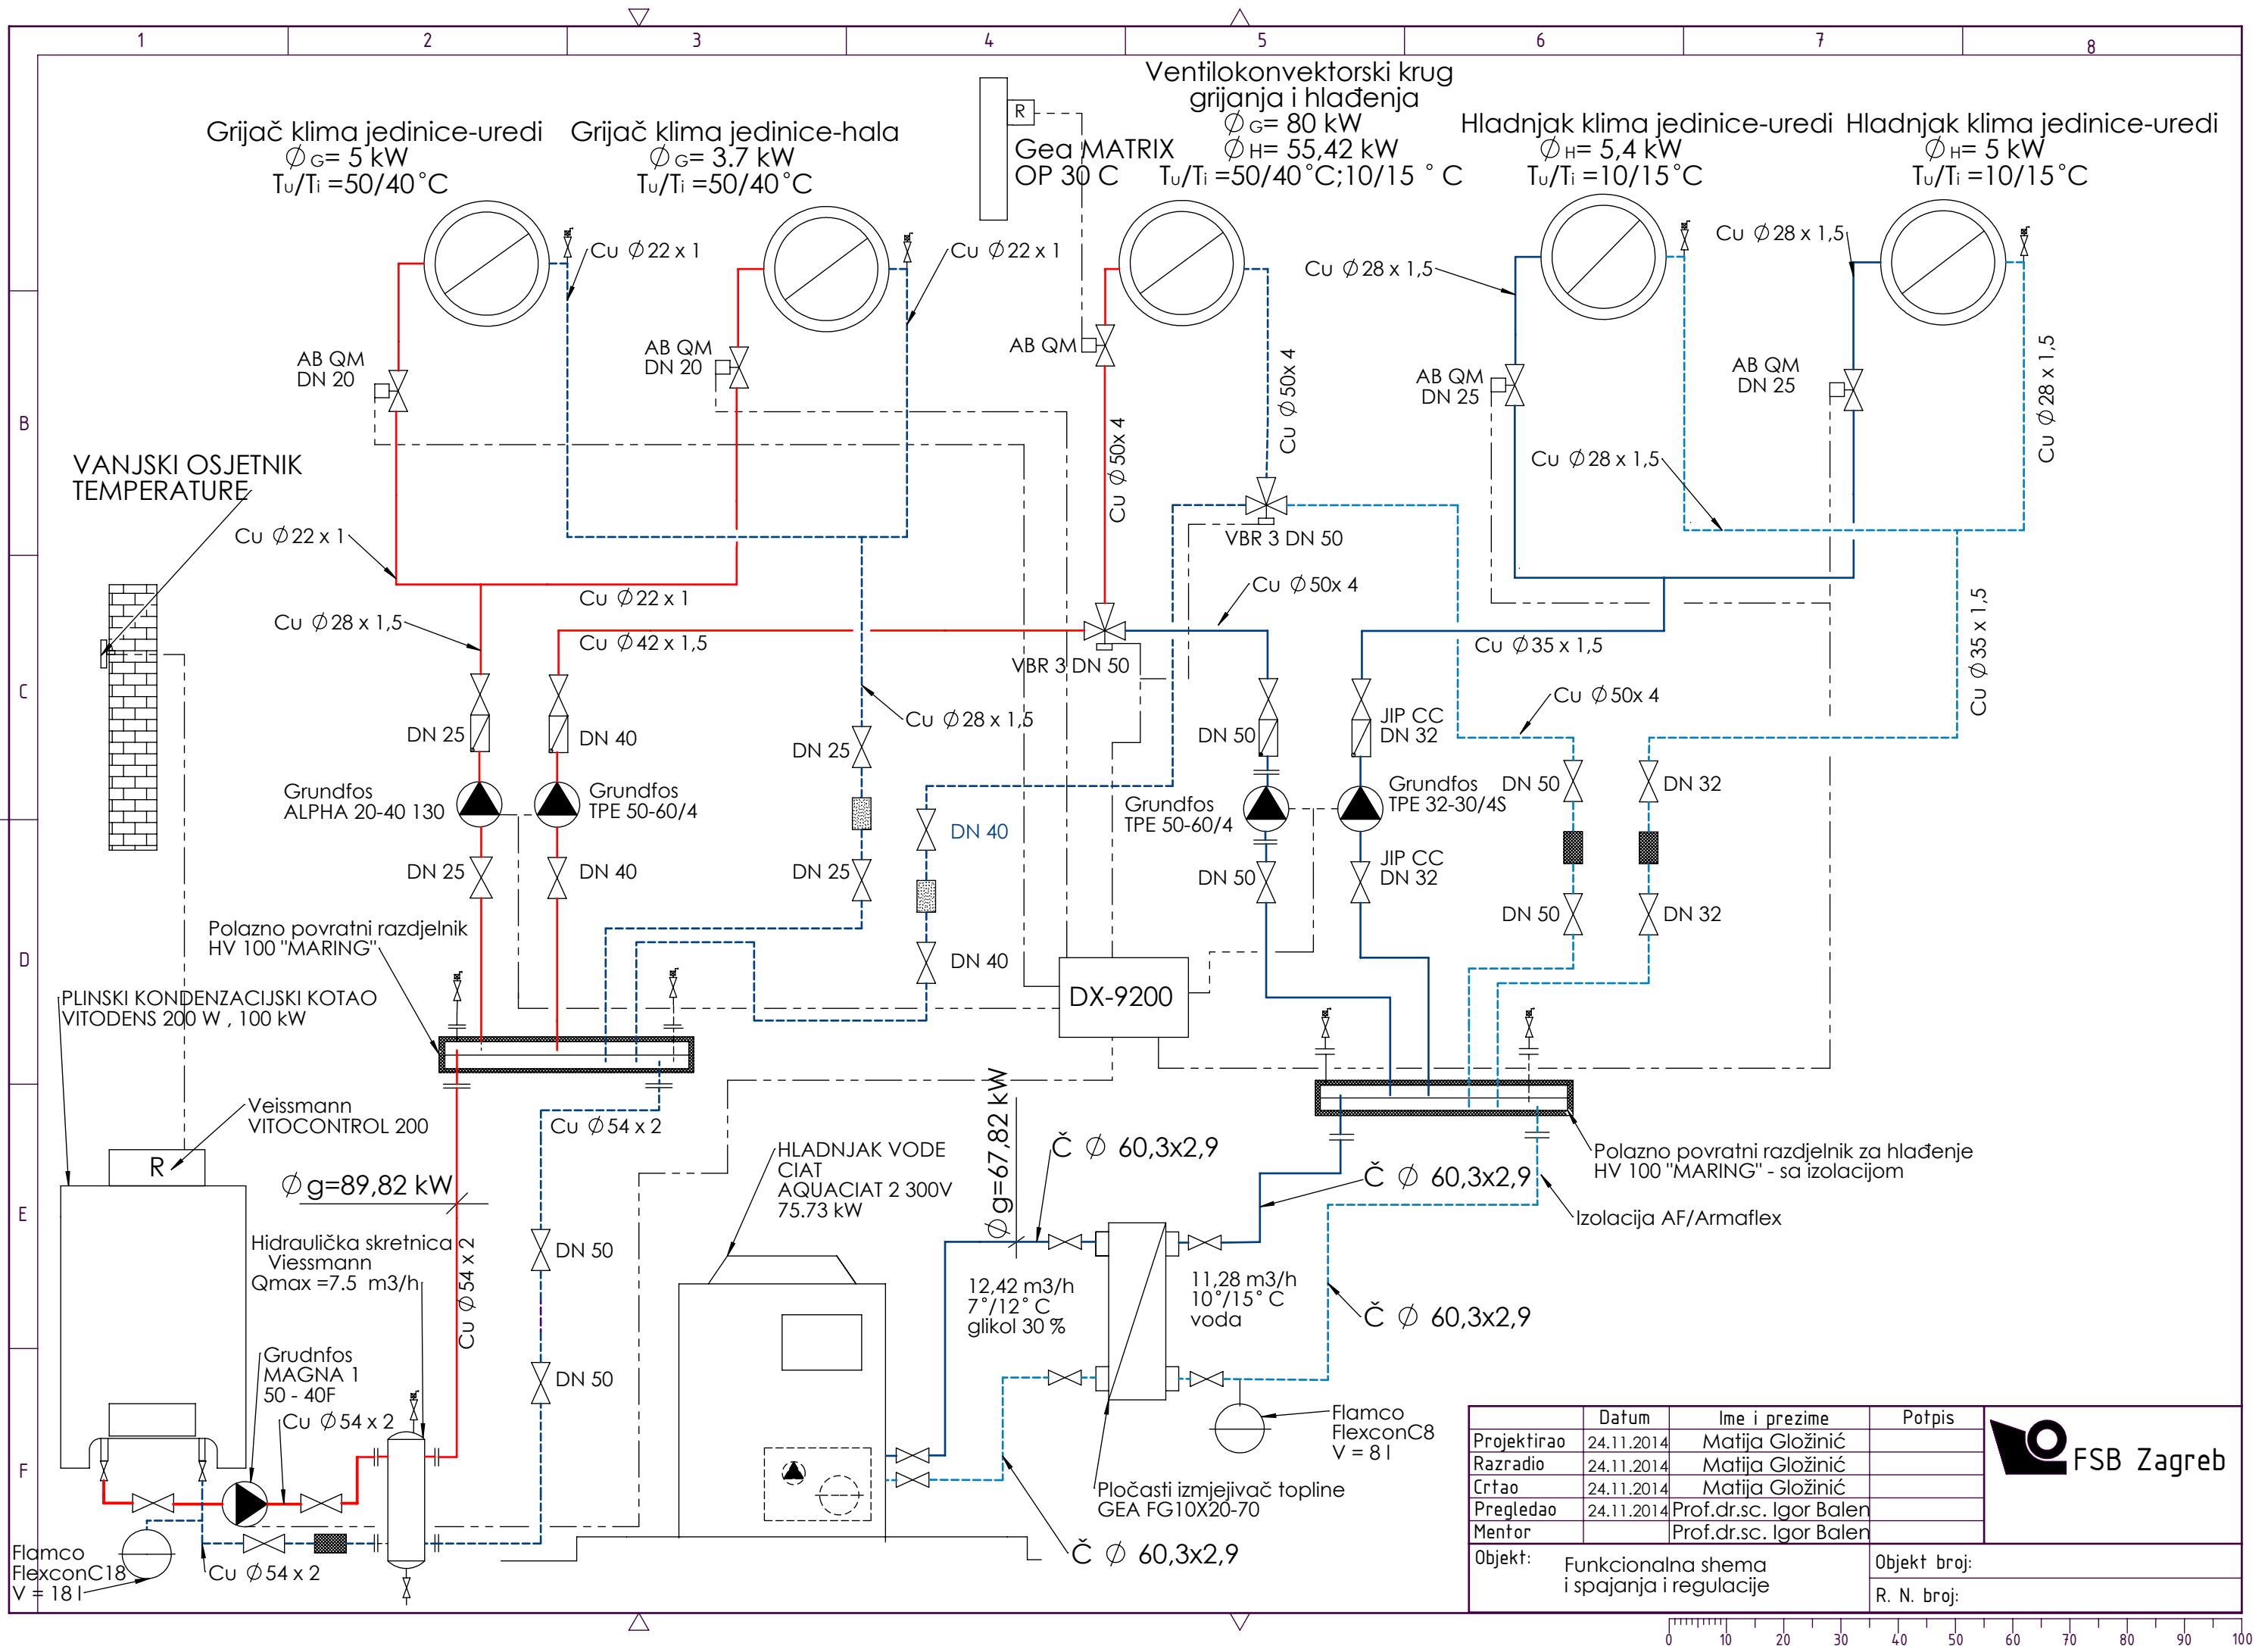 1 2 3 4 5 6 7 8
Ventilokonvektorski krug
grijanja i hlađenja
∅G= 80 kW
∅H= 55,42 kW
Tu/Ti =50/40°C;10/15 ° C
Grijač klima jedinice-uredi
∅G= 5 kW
Tu/Ti =50/40°C
Grijač klima jedinice-hala
∅G= 3.7 kW
Tu/Ti =50/40°C
R
Gea MATRIX
OP 30 C
Hladnjak klima jedinice-uredi
∅H= 5,4 kW
Tu/Ti =10/15°C
Hladnjak klima jedinice-uredi
∅H= 5 kW
Tu/Ti =10/15°C
Cu ∅22 x 1
Cu ∅22 x 1
Cu ∅28 x 1,5
Cu ∅28 x 1,5
AB QM
DN 20
AB QM
DN 20
AB QM
Cu ∅50x 4
Cu ∅50x 4
AB QM
DN 25
AB QM
DN 25
Cu ∅28 x 1,5
B
B
VANJSKI OSJETNIK
TEMPERATURE
Cu ∅28 x 1,5
Cu ∅22 x 1
VBR 3 DN 50
Cu ∅22 x 1
Cu ∅50x 4
Cu ∅28 x 1,5
Cu ∅42 x 1,5
VBR 3 DN 50
Cu ∅35 x 1,5
Cu ∅35 x 1,5
C
Cu ∅50x 4
Cu ∅28 x 1,5
DN 25
DN 40
DN 25
DN 50
JIP CC
DN 32
Grundfos
ALPHA 20-40 130
Grundfos
TPE 50-60/4
DN 40
Grundfos
TPE 50-60/4
Grundfos
TPE 32-30/4S
DN 50
DN 32
DN 25
DN 40
DN 25
DN 50
JIP CC
DN 32
DN 50
DN 32
D
Polazno povratni razdjelnik
HV 100 "MARING"
DN 40
DX-9200
PLINSKI KONDENZACIJSKI KOTAO
VITODENS 200 W , 100 kW
Veissmann
VITOCONTROL 200
R
Cu ∅54 x 2
∅g=67,82 kW
HLADNJAK VODE
CIAT
AQUACIAT 2 300V
75.73 kW
Č ∅ 60,3x2,9
Č ∅ 60,3x2,9
Polazno povratni razdjelnik za hlađenje
HV 100 "MARING" - sa izolacijom
Izolacija AF/Armaflex
E
∅g=89,82 kW
Hidraulička skretnica
Viessmann
Qmax =7.5 m3/h
Cu ∅54 x 2
DN 50
12,42 m3/h
7°/12° C
glikol 30 %
11,28 m3/h
10°/15° C
voda
Č ∅ 60,3x2,9
Grudnfos
MAGNA 1
50 - 40F
Cu ∅54 x 2
DN 50
Flamco
FlexconC8
V = 8 l
F
Pločasti izmjejivač topline
GEA FG10X20-70
Č ∅ 60,3x2,9
Flamco
FlexconC18
V = 18 l
Cu ∅54 x 2
Datum Ime i prezime Potpis
Projektirao 24.11.2014 Matija Gložinić
Razradio 24.11.2014 Matija Gložinić
Crtao 24.11.2014 Matija Gložinić
Pregledao 24.11.2014 Prof.dr.sc. Igor Balen
Mentor Prof.dr.sc. Igor Balen
FSB Zagreb
Objekt: Funkcionalna shema
i spajanja i regulacije
Objekt broj:
R. N. broj:
0 10 20 30 40 50 60 70 80 90 100